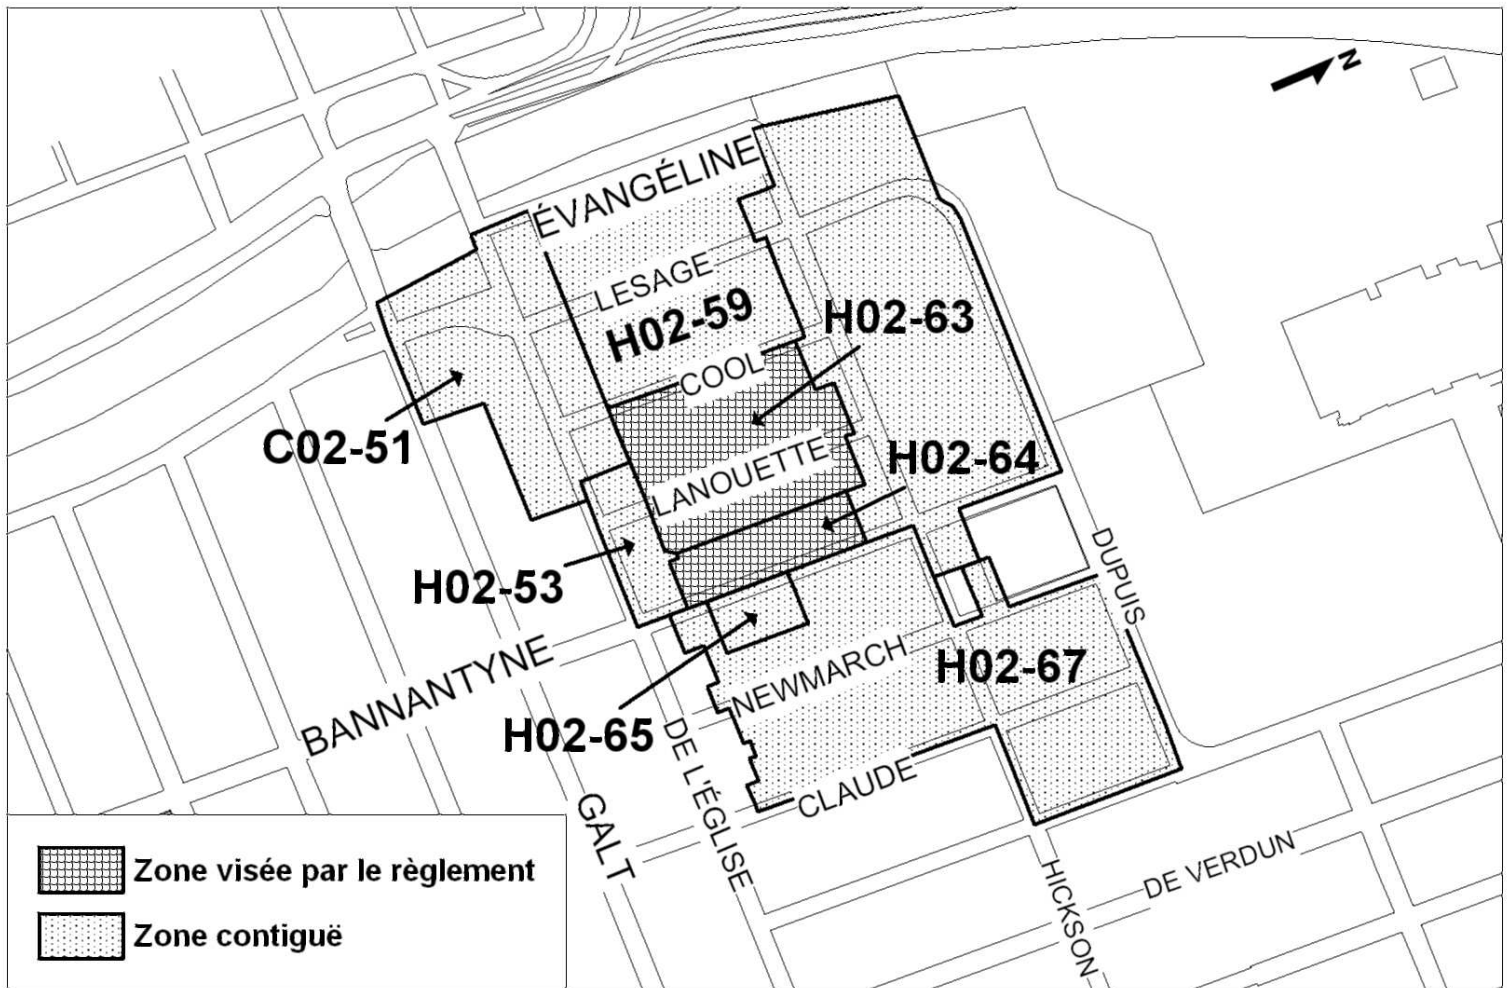 N
ÉVANGÉLINE
LESAGE
H02-59
H02-63
COOL
C02-51
H02-64
LANOUETTE
H02-53
DUPUIS
BANNANTYNE
H02-67
NEWMARCH
H02-65
DE L'ÉGLISE
CLAUDE
GALT
HICKSON
DE VERDUN
Zone visée par le règlement
Zone contiguë